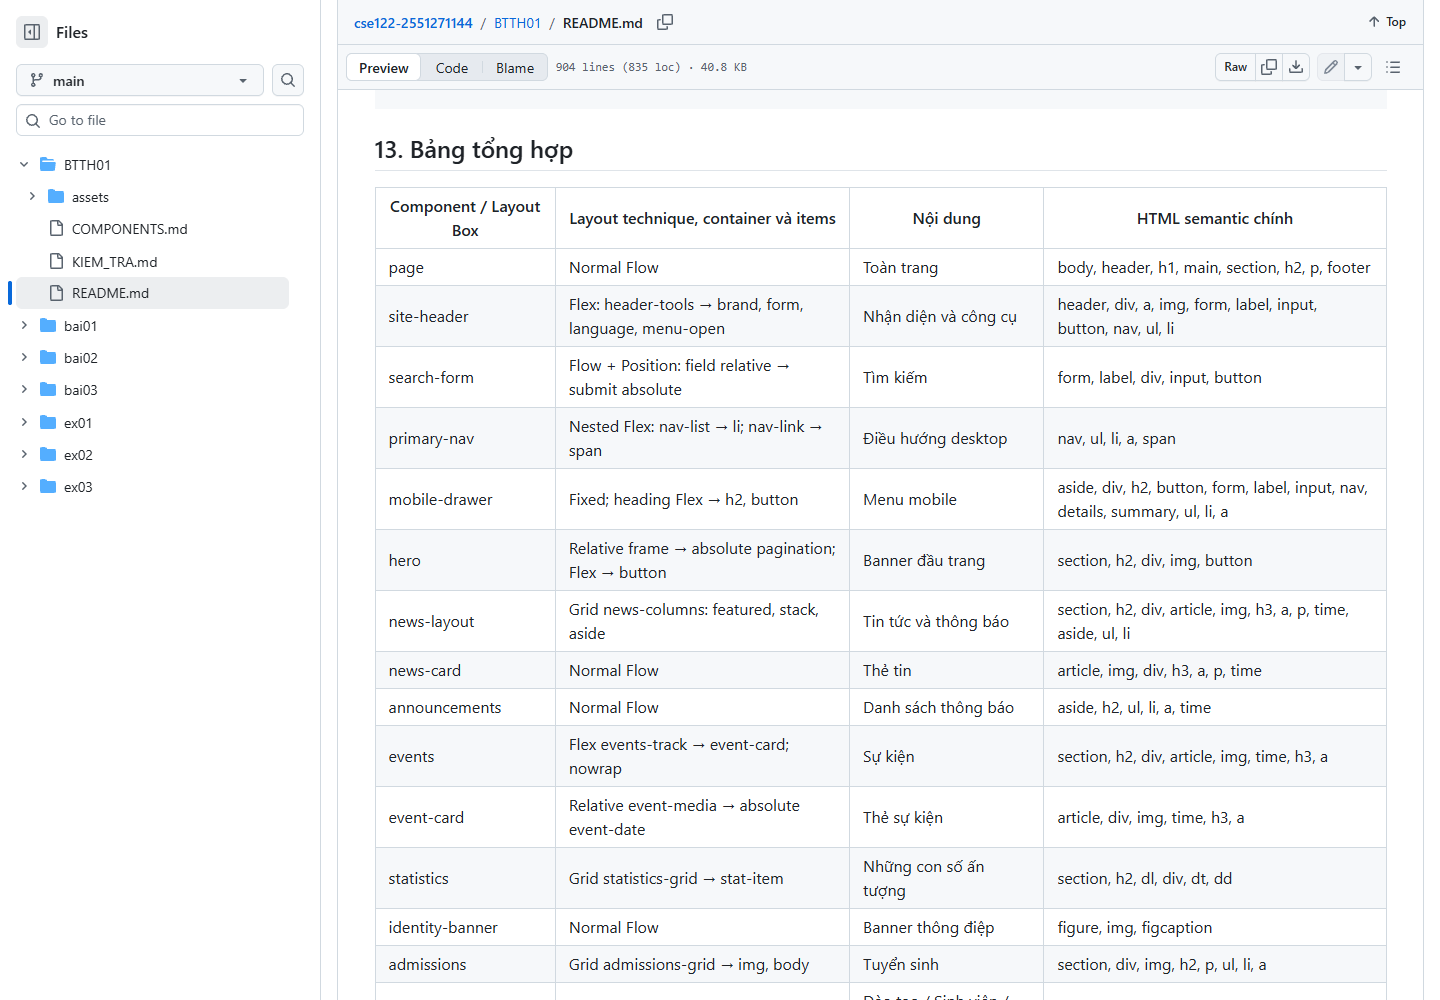 Files
main
Go to file
BTTH01
assets
COMPONENTS.md
KIEM_TRA.md
README.md
bai01
bai02
bai03
ex01
ex02
ex03
cse122-2551271144 / BTTH01 / README.md
Top
Preview Code Blame 904 lines (835 loc) · 40.8 KB
Raw
13. Bảng tổng hợp
Component / Layout
Box
Layout technique, container và items
Nội dung
HTML semantic chính
page
Normal Flow
Toàn trang
body, header, h1, main, section, h2, p, footer
site-header
Flex: header-tools → brand, form,
language, menu-open
Nhận diện và công cụ
header, div, a, img, form, label, input,
button, nav, ul, li
search-form
Flow + Position: field relative →
submit absolute
Tìm kiếm
form, label, div, input, button
primary-nav
Nested Flex: nav-list → li; nav-link →
span
Điều hướng desktop
nav, ul, li, a, span
mobile-drawer
Fixed; heading Flex → h2, button
Menu mobile
aside, div, h2, button, form, label, input, nav,
details, summary, ul, li, a
hero
Relative frame → absolute pagination;
Flex → button
Banner đầu trang
section, h2, div, img, button
news-layout
Grid news-columns: featured, stack,
aside
Tin tức và thông báo
section, h2, div, article, img, h3, a, p, time,
aside, ul, li
news-card
Normal Flow
Thẻ tin
article, img, div, h3, a, p, time
announcements
Normal Flow
Danh sách thông báo
aside, h2, ul, li, a, time
events
Flex events-track → event-card;
nowrap
Sự kiện
section, h2, div, article, img, time, h3, a
event-card
Relative event-media → absolute
event-date
Thẻ sự kiện
article, div, img, time, h3, a
statistics
Grid statistics-grid → stat-item
Những con số ấn
tượng
section, h2, dl, div, dt, dd
identity-banner
Normal Flow
Banner thông điệp
figure, img, figcaption
admissions
Grid admissions-grid → img, body
Tuyển sinh
section, div, img, h2, p, ul, li, a
Đào tạo / Sinh viên /